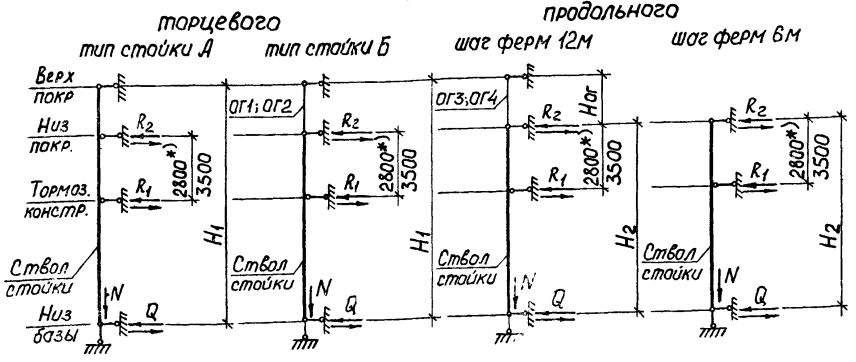 торцевого
продольного
тип стойки А
тип стойки Б
шаг ферм 12м
шаг ферм 6м
Верх
покр
ОГ1; ОГ2
ОГ3; ОГ4
Ног
Низ
покр.
R2
R2
R2
R2
2800*)
3500
2800*)
3500
2800*)
3500
2800*)
3500
Тормоз.
констр.
R1
R1
R1
R1
H1
H1
H2
H2
Ствол
стойки
Ствол
стойки
Ствол
стойки
Ствол
стойки
N
N
N
N
Низ
базы
Q
Q
Q
Q